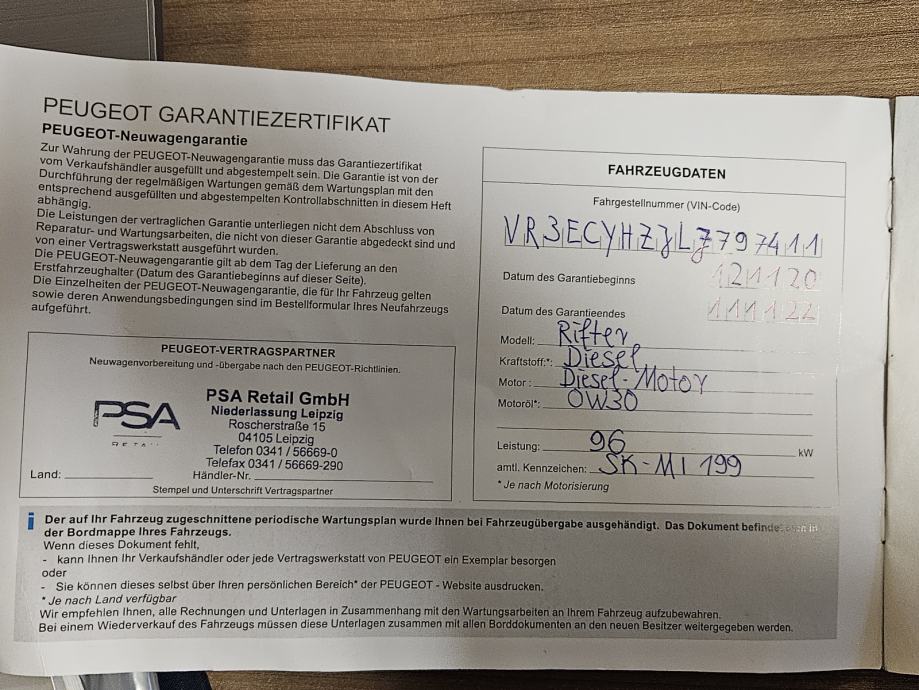 PEUGEOT GARANTIEZERTIFIKAT
PEUGEOT-Neuwagengarantie
Zur Wahrung der PEUGEOT-Neuwagengarantie muss das Garantiezertifikat
vom Verkaufshändler ausgefüllt und abgestempelt sein. Die Garantie ist von der
Durchführung der regelmäßigen Wartungen gemäß dem Wartungsplan mit den
entsprechend ausgefüllten und abgestempelten Kontrollabschnitten in diesem Heft
abhängig.
Die Leistungen der vertraglichen Garantie unterliegen nicht dem Abschluss von
Reparatur- und Wartungsarbeiten, die nicht von dieser Garantie abgedeckt sind und
von einer Vertragswerkstatt ausgeführt wurden.
Die PEUGEOT-Neuwagengarantie gilt ab dem Tag der Lieferung an den
Erstfahrzeughalter (Datum des Garantiebeginns auf dieser Seite).
Die Einzelheiten der PEUGEOT-Neuwagengarantie, die für Ihr Fahrzeug gelten
sowie deren Anwendungsbedingungen sind im Bestellformular Ihres Neufahrzeugs
aufgeführt.
PEUGEOT-VERTRAGSPARTNER
Neuwagenvorbereitung und -übergabe nach den PEUGEOT-Richtlinien.
PSA
RETAIL
PSA Retail GmbH
Niederlassung Leipzig
Roscherstraße 15
04105 Leipzig
Telefon 0341 / 56669-0
Telefax 0341 / 56669-290
Land: Händler-Nr.
Stempel und Unterschrift Vertragspartner
FAHRZEUGDATEN
Fahrgestellnummer (VIN-Code)
VR3ECYHZJLJ797411
Datum des Garantiebeginns 121120
Datum des Garantieendes 111122
Modell: Rifter
Kraftstoff*: Diesel
Motor : Diesel-Motor
Motoröl*: 0W30
Leistung: 96 kW
amtl. Kennzeichen: SK-MI 199
* Je nach Motorisierung
i Der auf Ihr Fahrzeug zugeschnittene periodische Wartungsplan wurde Ihnen bei Fahrzeugübergabe ausgehändigt. Das Dokument befindet sich in
der Bordmappe Ihres Fahrzeugs.
Wenn dieses Dokument fehlt,
- kann Ihnen Ihr Verkaufshändler oder jede Vertragswerkstatt von PEUGEOT ein Exemplar besorgen
oder
- Sie können dieses selbst über Ihren persönlichen Bereich* der PEUGEOT - Website ausdrucken.
* Je nach Land verfügbar
Wir empfehlen Ihnen, alle Rechnungen und Unterlagen in Zusammenhang mit den Wartungsarbeiten an Ihrem Fahrzeug aufzubewahren.
Bei einem Wiederverkauf des Fahrzeugs müssen diese Unterlagen zusammen mit allen Borddokumenten an den neuen Besitzer weitergegeben werden.